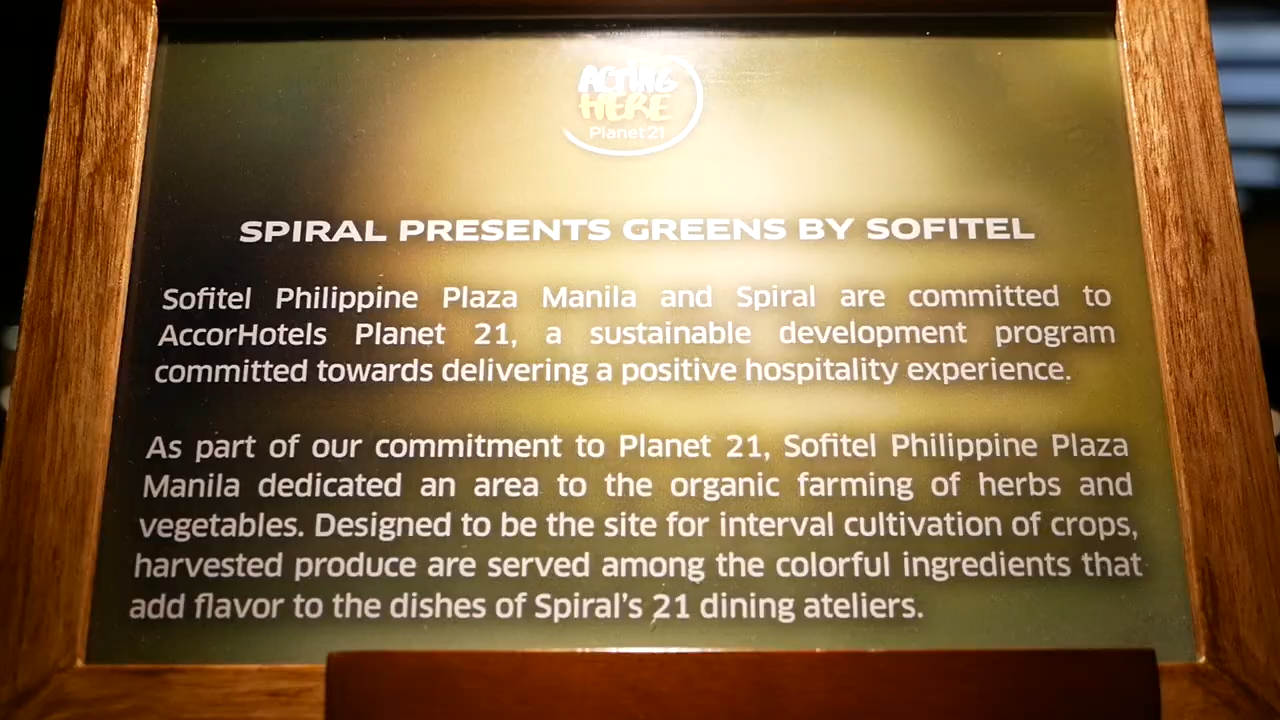 ACTING
HERE
Planet 21
SPIRAL PRESENTS GREENS BY SOFITEL
Sofitel Philippine Plaza Manila and Spiral are committed to
AccorHotels Planet 21, a sustainable development program
committed towards delivering a positive hospitality experience.
As part of our commitment to Planet 21, Sofitel Philippine Plaza
Manila dedicated an area to the organic farming of herbs and
vegetables. Designed to be the site for interval cultivation of crops,
harvested produce are served among the colorful ingredients that
add flavor to the dishes of Spiral's 21 dining ateliers.